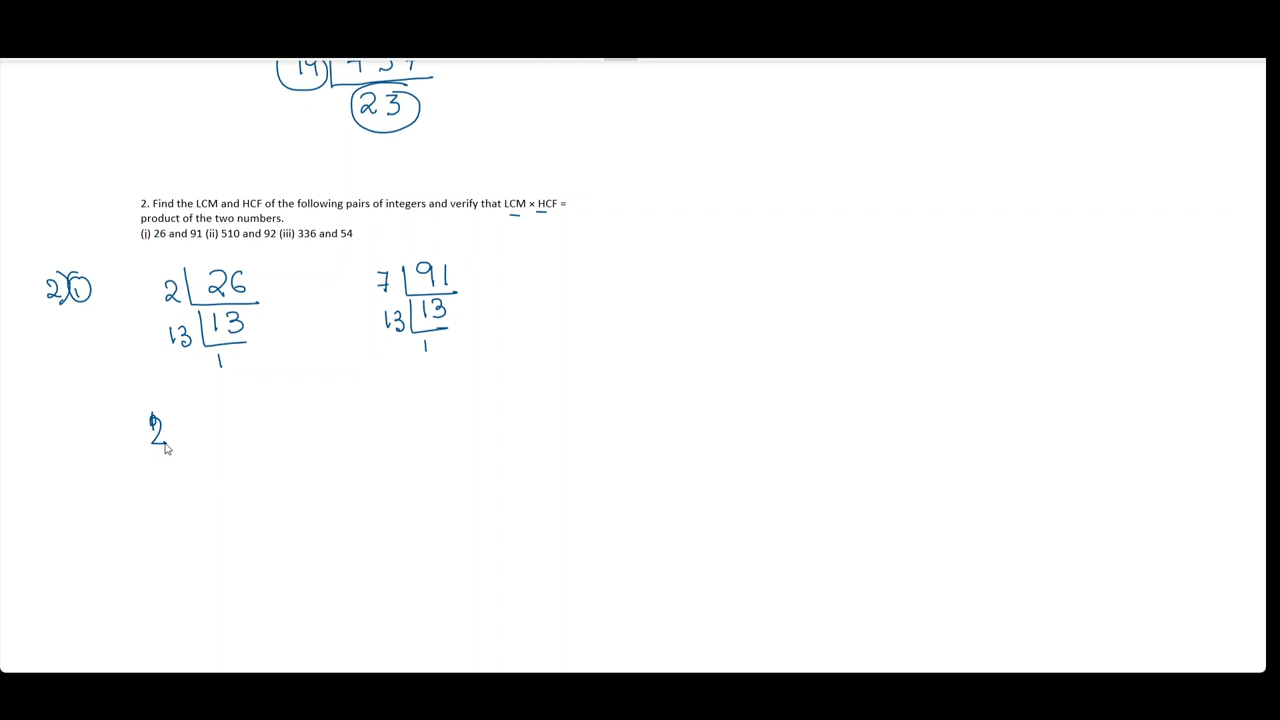 23
2. Find the LCM and HCF of the following pairs of integers and verify that LCM × HCF =
product of the two numbers.
(i) 26 and 91 (ii) 510 and 92 (iii) 336 and 54
2) i 2 26 7 91
13 13 13 13
1 1
2